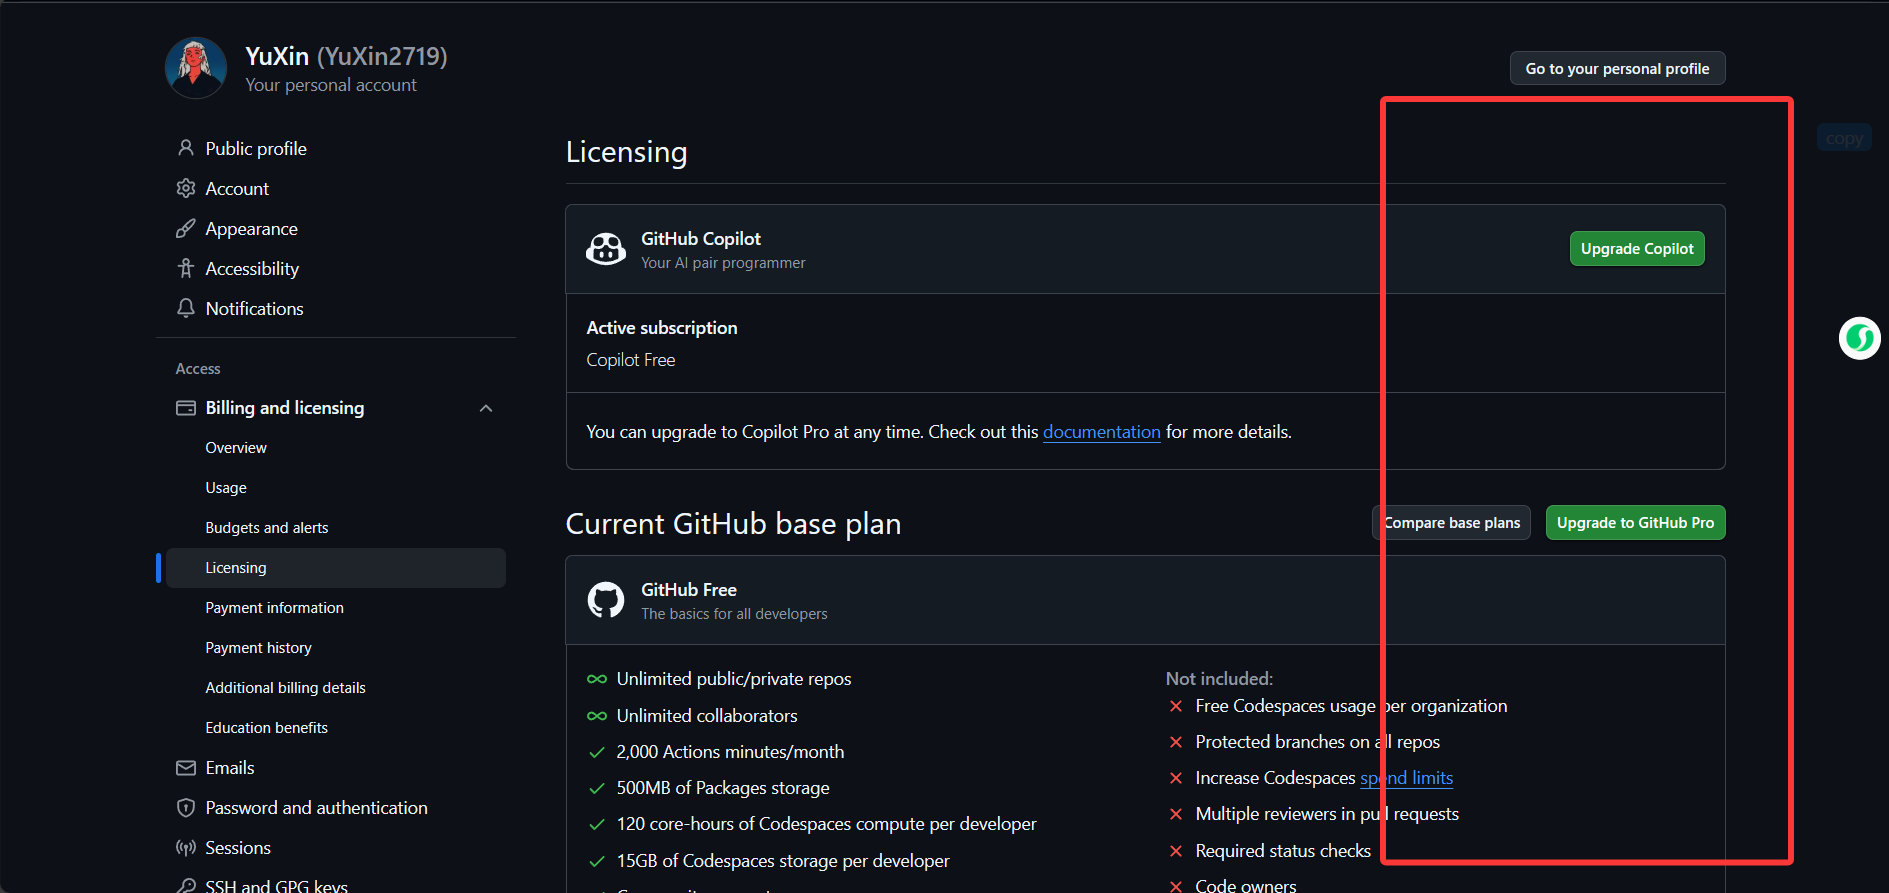 YuXin (YuXin2719)
Your personal account
Go to your personal profile
copy
Public profile
Account
Appearance
Accessibility
Notifications
Access
Billing and licensing
Overview
Usage
Budgets and alerts
Licensing
Payment information
Payment history
Additional billing details
Education benefits
Emails
Password and authentication
Sessions
SSH and GPG keys
Licensing
GitHub Copilot
Your AI pair programmer
Upgrade Copilot
Active subscription
Copilot Free
You can upgrade to Copilot Pro at any time. Check out this documentation for more details.
Current GitHub base plan
Compare base plans
Upgrade to GitHub Pro
GitHub Free
The basics for all developers
Unlimited public/private repos
Unlimited collaborators
2,000 Actions minutes/month
500MB of Packages storage
120 core-hours of Codespaces compute per developer
15GB of Codespaces storage per developer
Not included:
Free Codespaces usage per organization
Protected branches on all repos
Increase Codespaces spend limits
Multiple reviewers in pull requests
Required status checks
Code owners